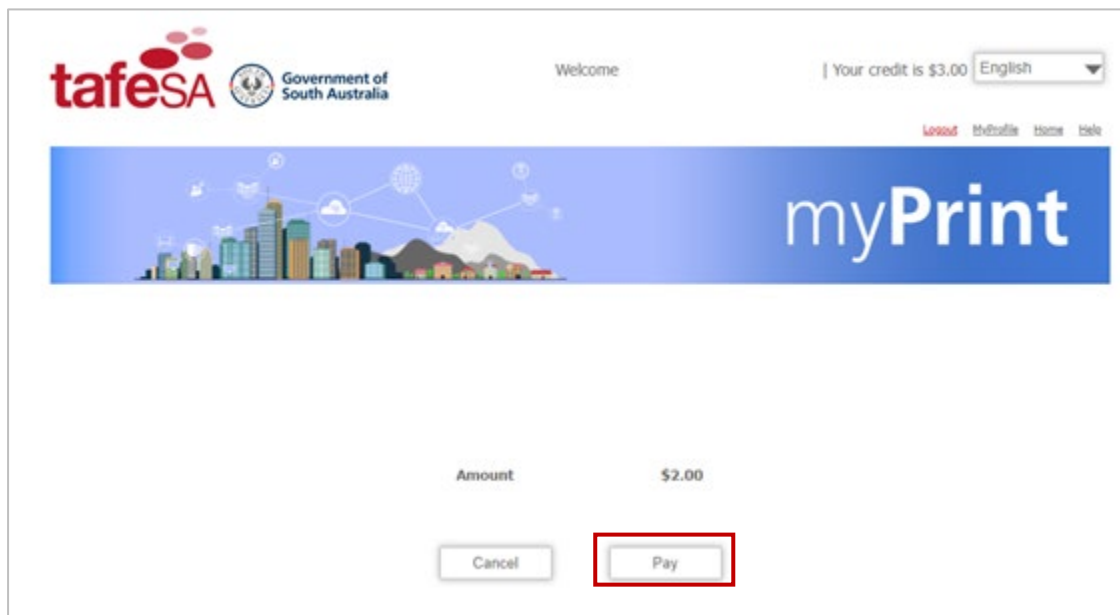 tafeSA
Government of
South Australia
Welcome
| Your credit is $3.00 English
Logout MyProfile Home Help
myPrint
Amount $2.00
Cancel Pay